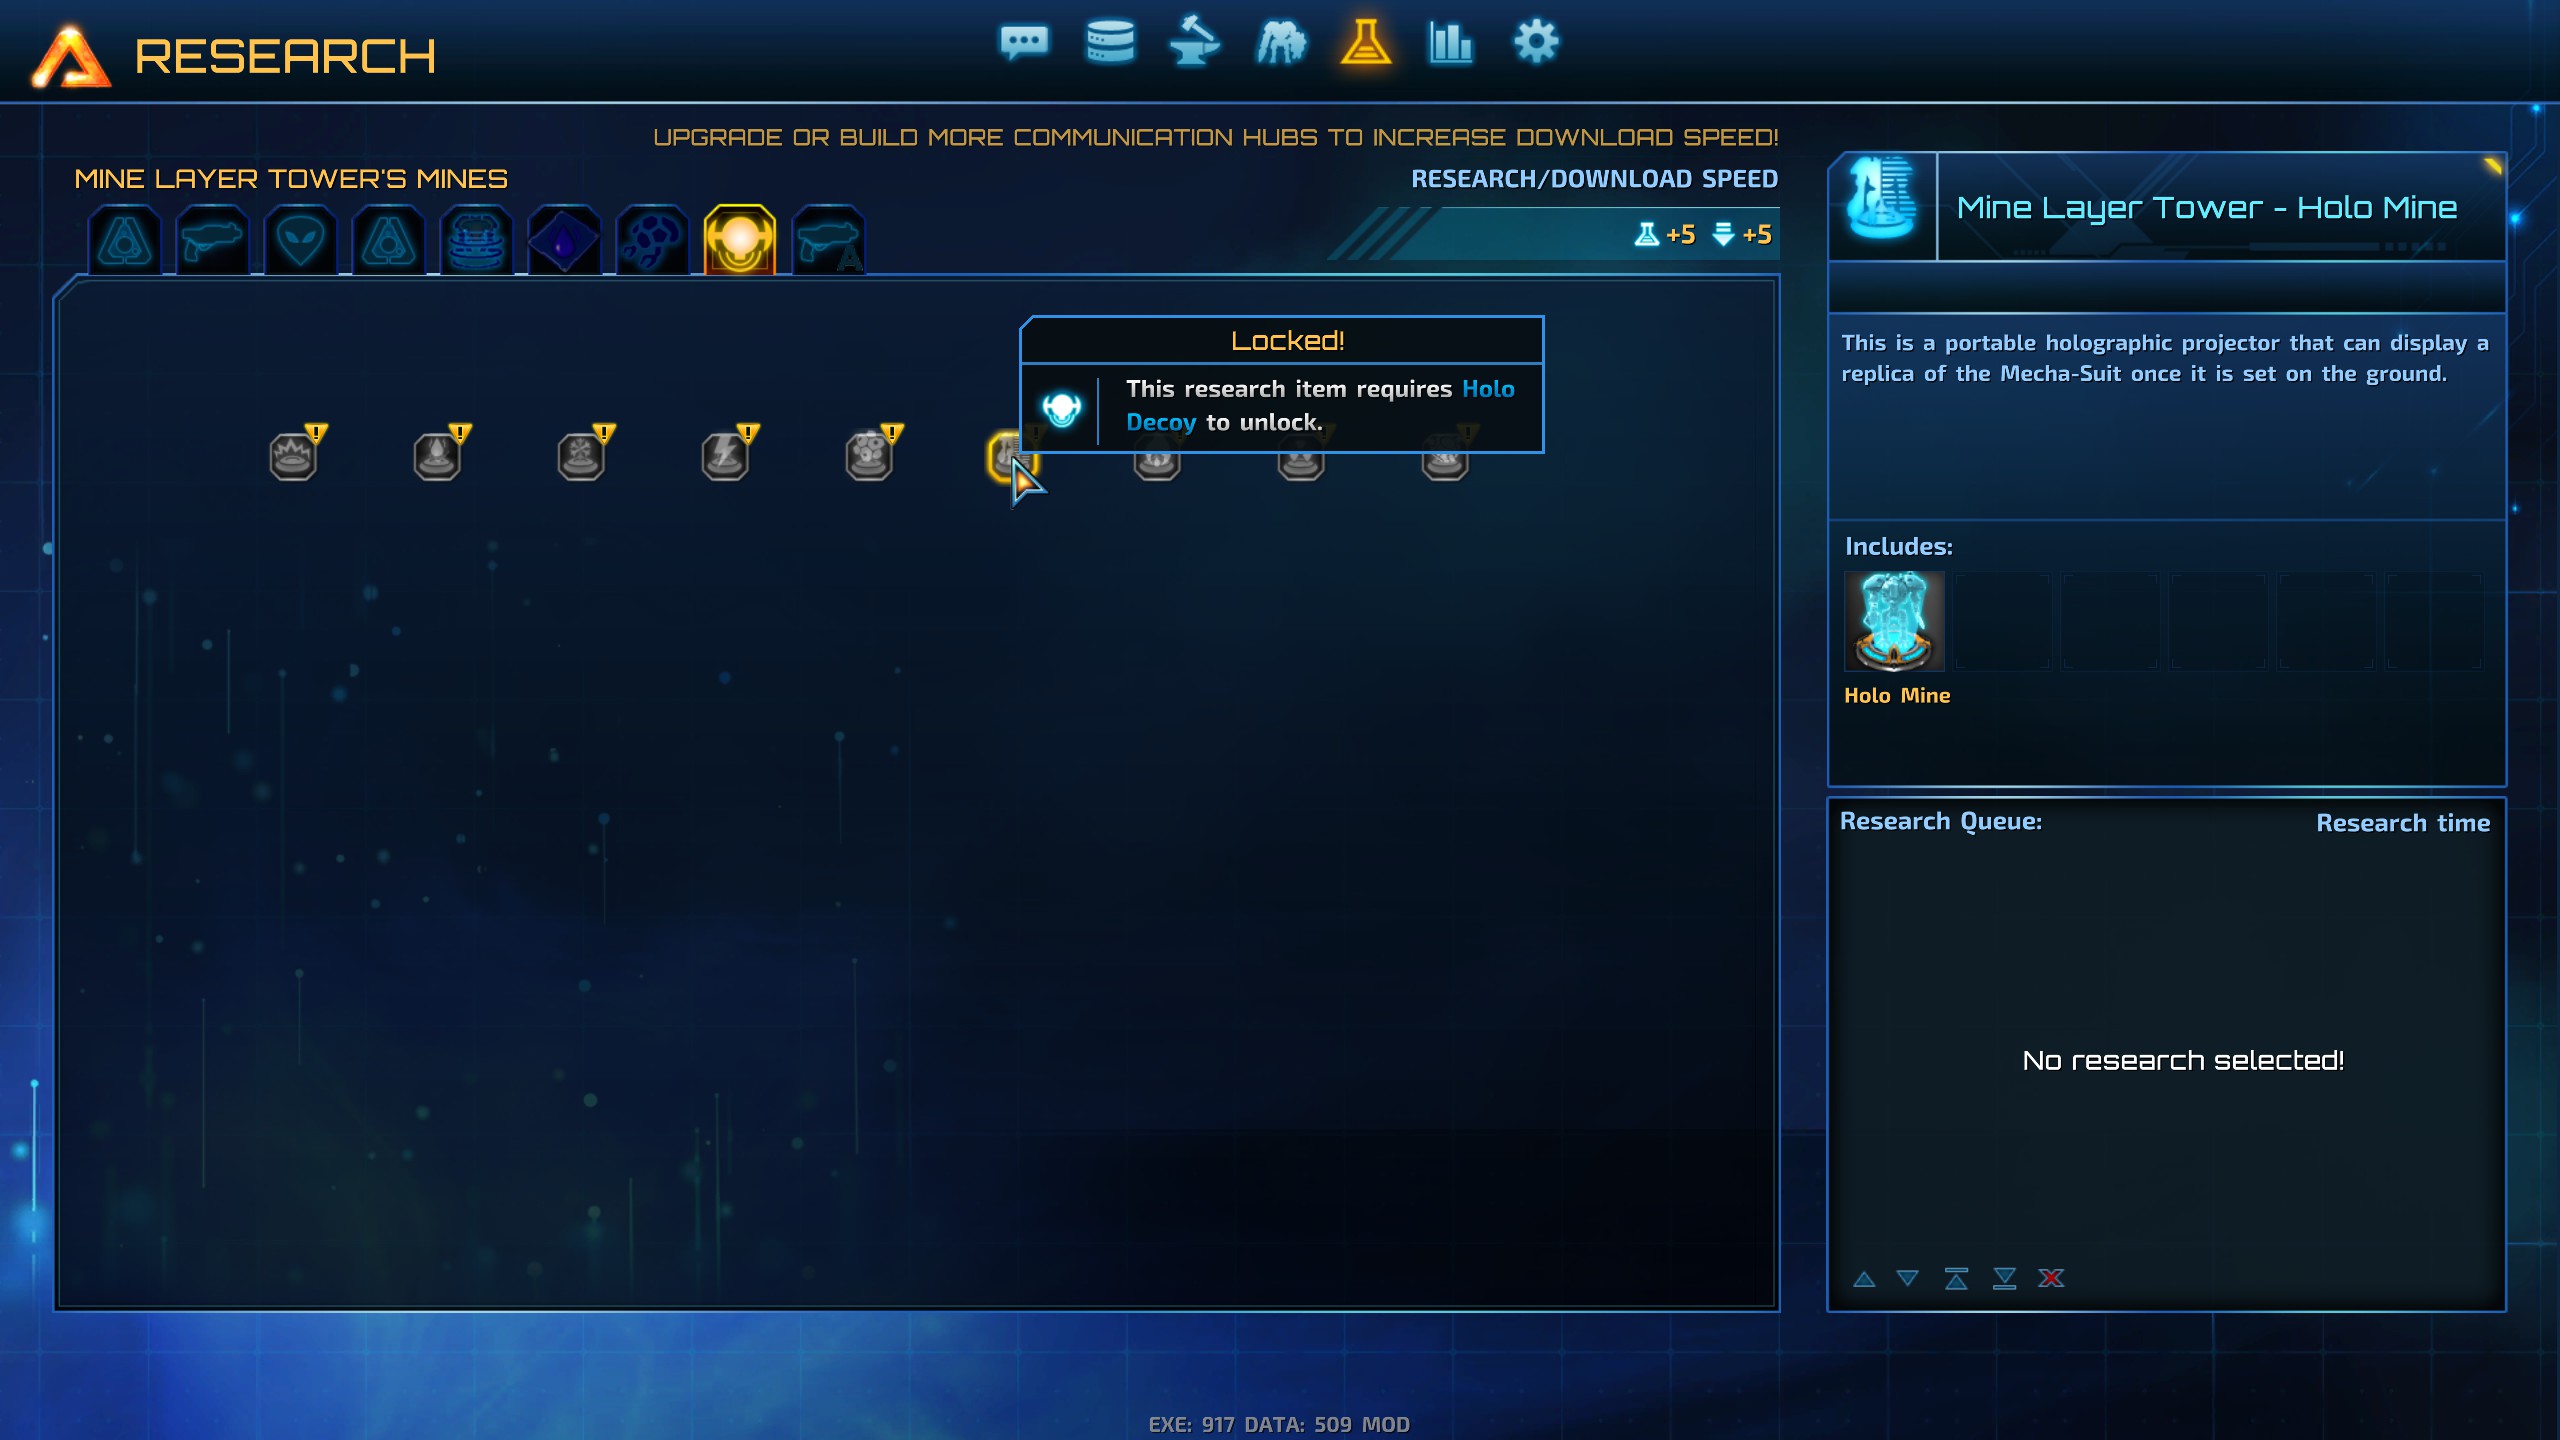 RESEARCH
UPGRADE OR BUILD MORE COMMUNICATION HUBS TO INCREASE DOWNLOAD SPEED!
MINE LAYER TOWER'S MINES
RESEARCH/DOWNLOAD SPEED
+5 +5
A
Locked!
This research item requires Holo
Decoy to unlock.
Mine Layer Tower - Holo Mine
This is a portable holographic projector that can display a
replica of the Mecha-Suit once it is set on the ground.
Includes:
Holo Mine
Research Queue: Research time
No research selected!
EXE: 917 DATA: 509 MOD